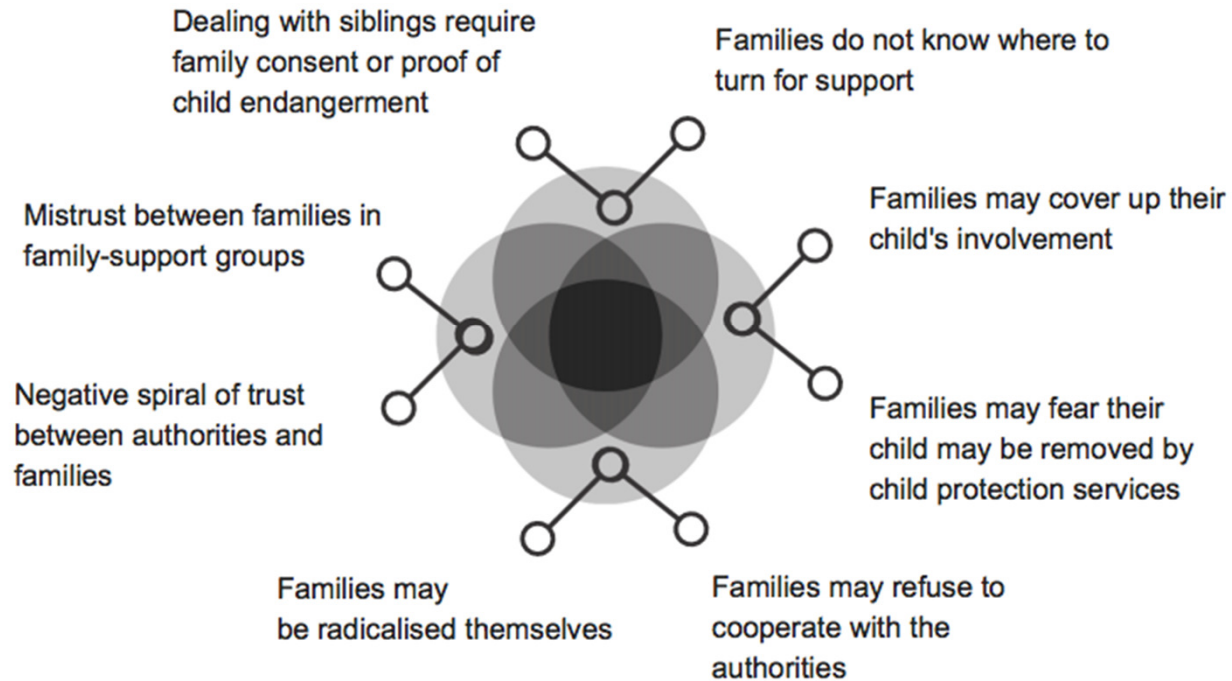 Dealing with siblings require
family consent or proof of
child endangerment
Families do not know where to
turn for support
Mistrust between families in
family-support groups
Families may cover up their
child's involvement
Negative spiral of trust
between authorities and
families
Families may fear their
child may be removed by
child protection services
Families may
be radicalised themselves
Families may refuse to
cooperate with the
authorities